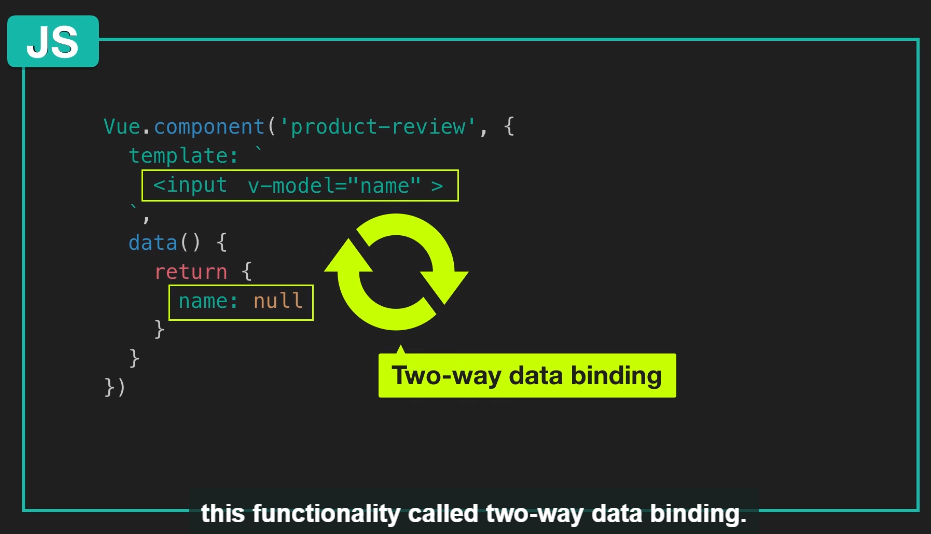 JS
Vue.component('product-review', {
template: `
<input v-model="name" >
`,
data() {
return {
name: null
}
}
})
Two-way data binding
this functionality called two-way data binding.